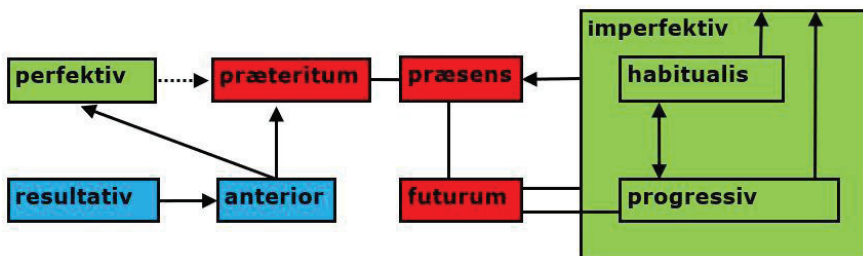 imperfektiv
perfektiv
præteritum
præsens
habitualis
resultativ
anterior
futurum
progressiv